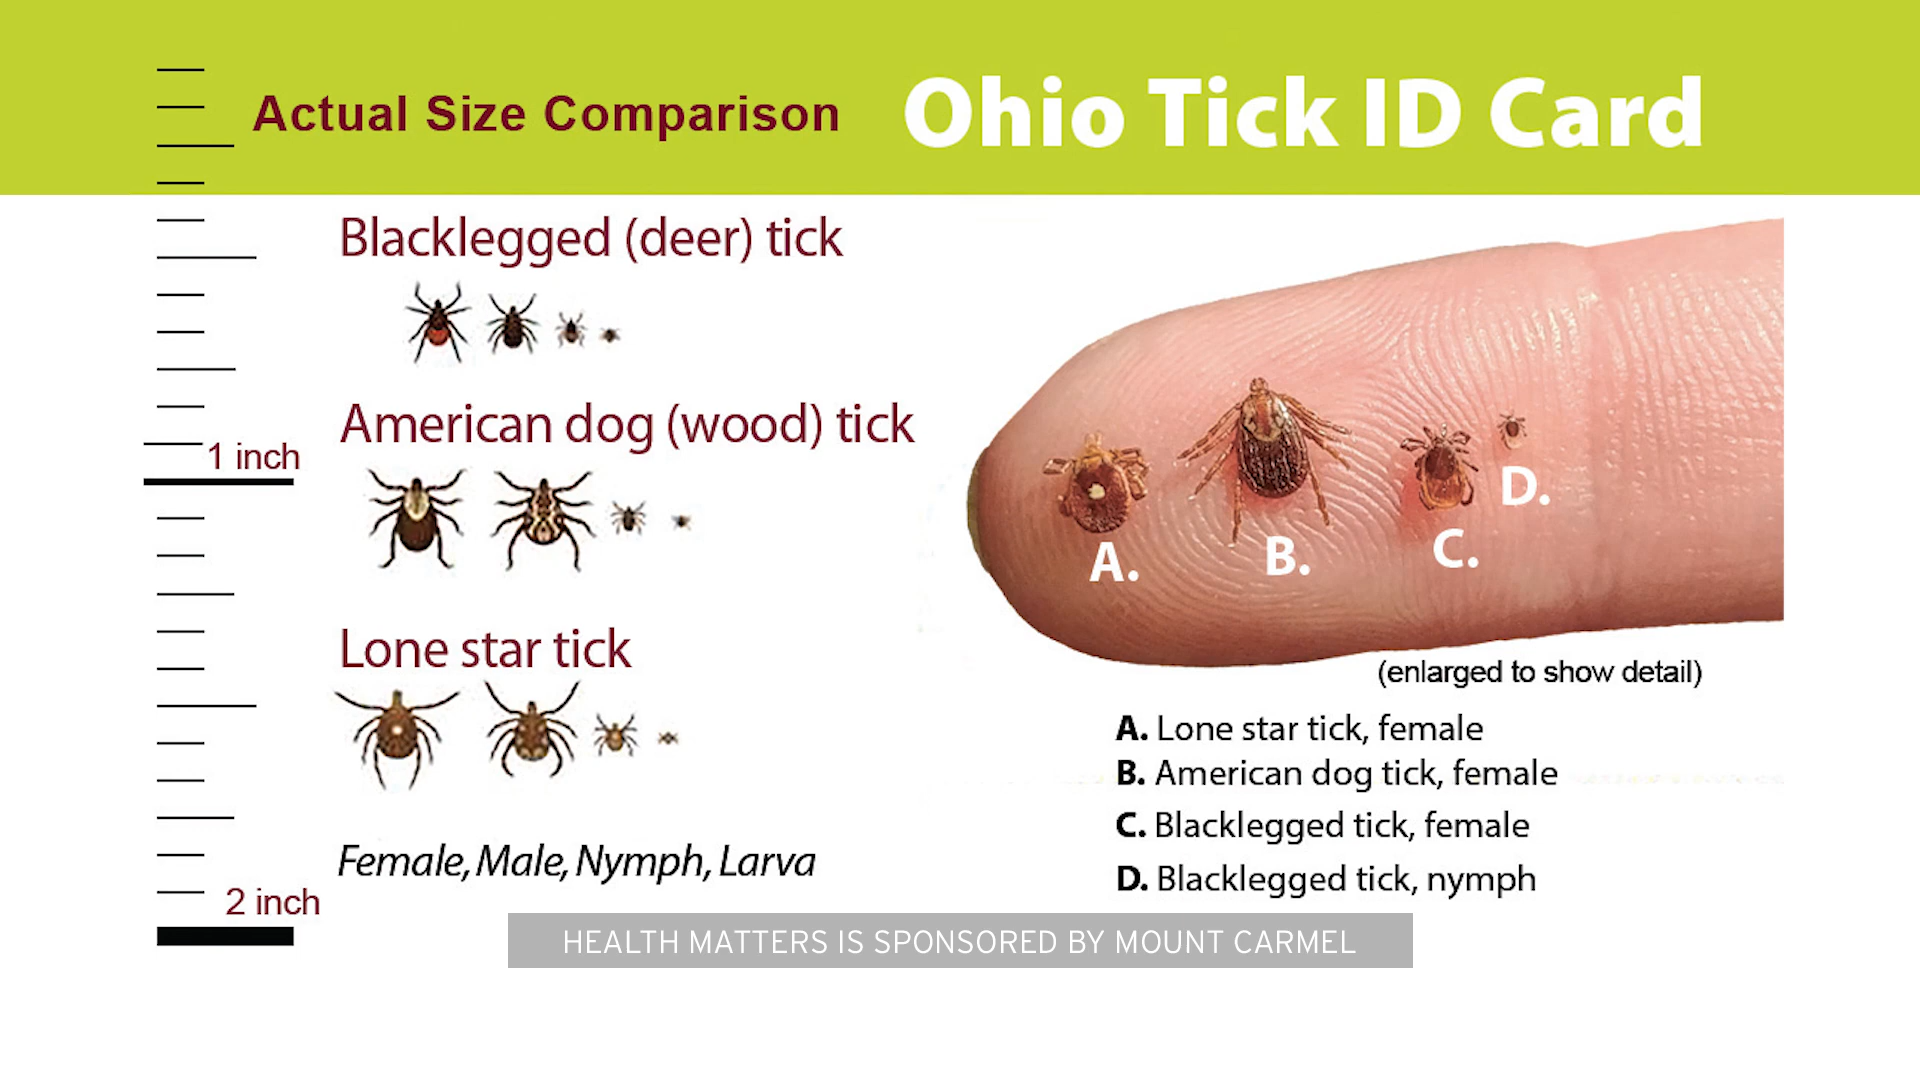 Actual Size Comparison
Ohio Tick ID Card
Blacklegged (deer) tick
American dog (wood) tick
1 inch
Lone star tick
Female, Male, Nymph, Larva
2 inch
A.
B.
C.
D.
(enlarged to show detail)
A. Lone star tick, female
B. American dog tick, female
C. Blacklegged tick, female
D. Blacklegged tick, nymph
HEALTH MATTERS IS SPONSORED BY MOUNT CARMEL